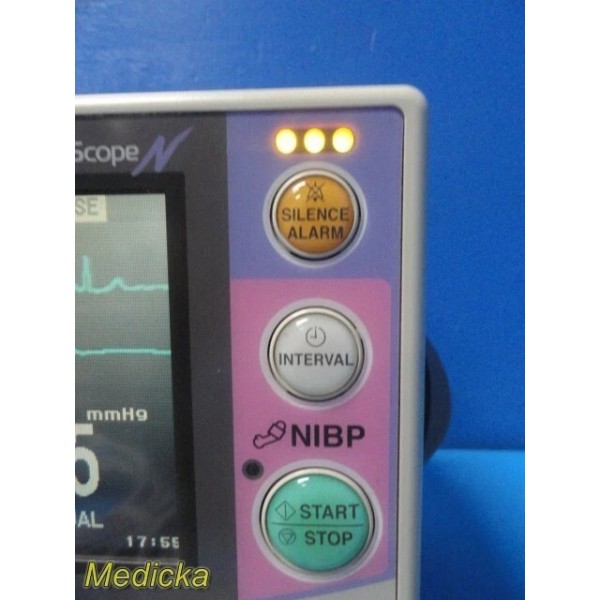 Scope N
SE
SILENCE
ALARM
INTERVAL
mmHg
NIBP
5
START
STOP
AL
17:55
Medicka